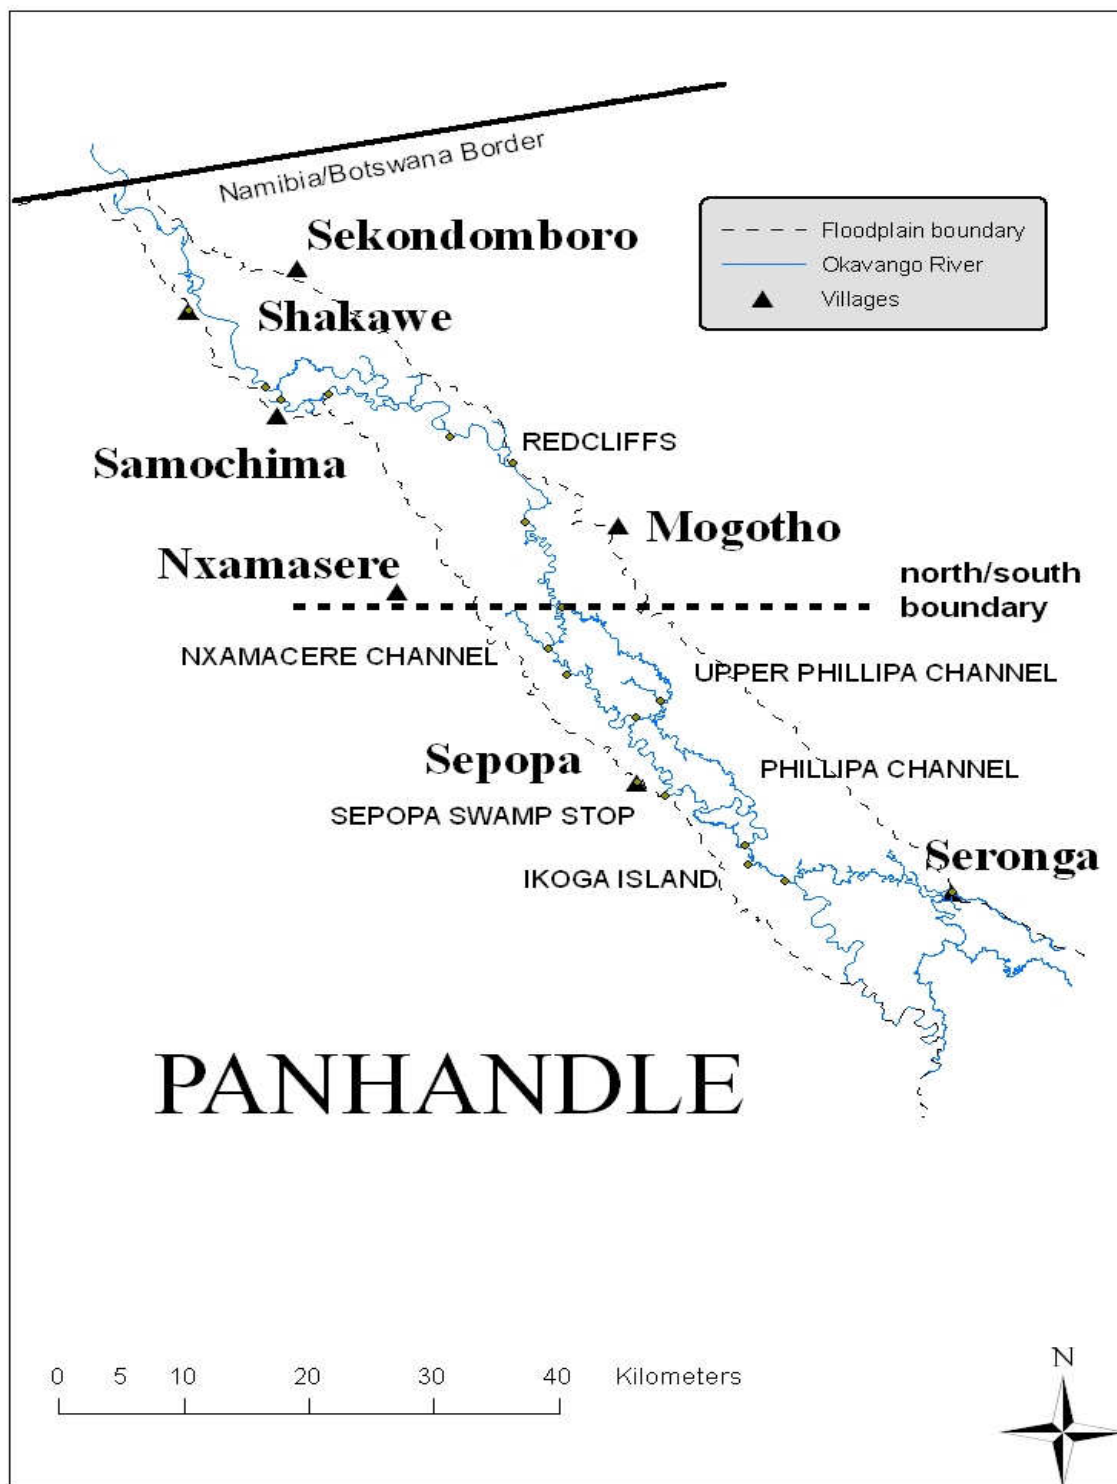 Namibia/Botswana Border
Sekondomboro
Floodplain boundary
Okavango River
Villages
Shakawe
REDCLIFFS
Samochima
Mogotho
Nxamasere
north/south
boundary
NXAMACERE CHANNEL
UPPER PHILLIPA CHANNEL
Sepopa
PHILLIPA CHANNEL
SEPOPA SWAMP STOP
Seronga
IKOGA ISLAND
PANHANDLE
0 5 10 20 30 40 Kilometers
N